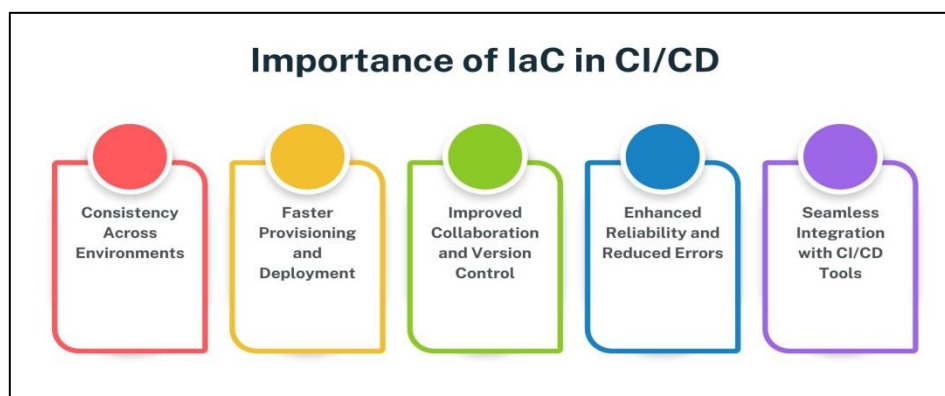 Importance of IaC in CI/CD
Consistency
Across
Environments
Faster
Provisioning
and
Deployment
Improved
Collaboration
and Version
Control
Enhanced
Reliability and
Reduced Errors
Seamless
Integration
with CI/CD
Tools